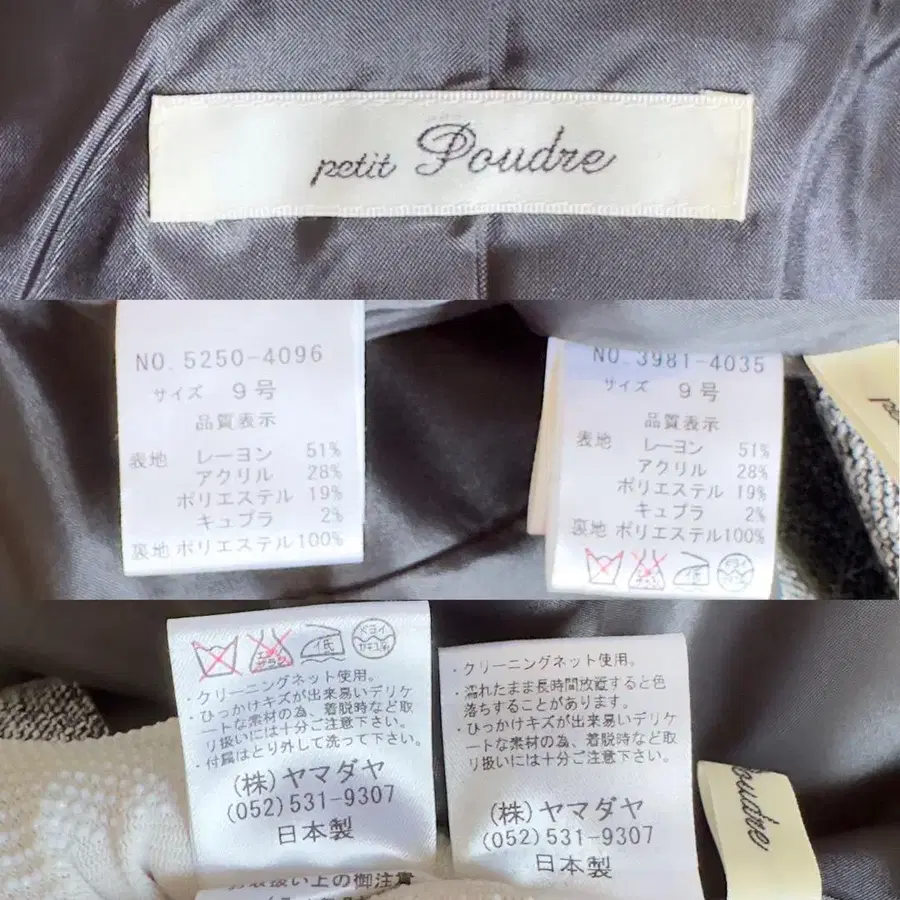 petit Poudre
NO. 5250-4096
サイズ 9号
品質表示
表地 レーヨン 51%
アクリル 28%
ポリエステル 19%
キュプラ 2%
裏地 ポリエステル 100%
NO. 3981-4035
サイズ 9号
品質表示
表地 レーヨン 51%
アクリル 28%
ポリエステル 19%
キュプラ 2%
裏地 ポリエステル 100%
低
・クリーニングネット使用。
・ひっかけキズが出来易いデリケ
ートな素材の為、着脱時など取
り扱いには十分ご注意下さい。
・付属はとり外して洗って下さい。
(株)ヤマダヤ
(052)531-9307
日本製
お取扱い上の御注意
・クリーニングネット使用。
・濡れたまま長時間放置すると色
落ちすることがあります。
・ひっかけキズが出来易いデリケ
ートな素材の為、着脱時など取
り扱いには十分ご注意下さい。
(株)ヤマダヤ
(052)531-9307
日本製
Poudre